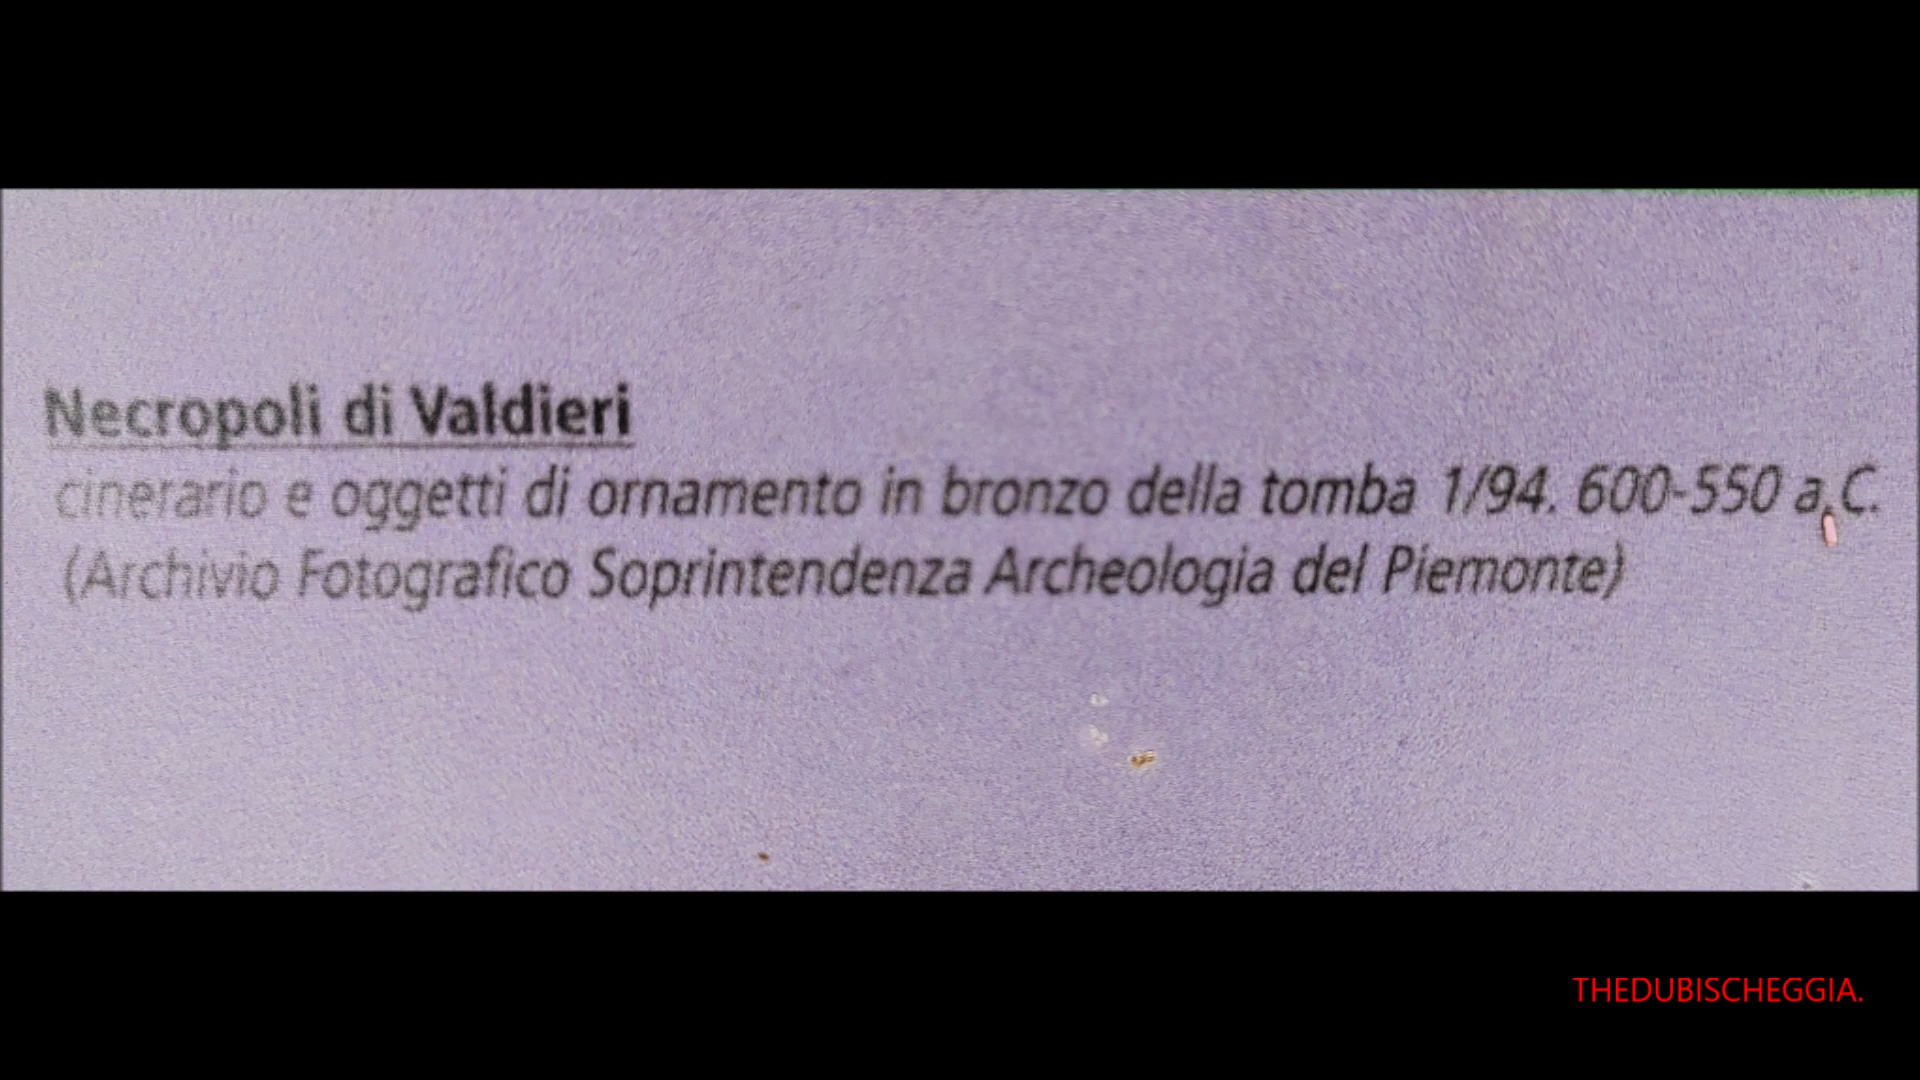 Necropoli di Valdieri
cinerario e oggetti di ornamento in bronzo della tomba 1/94. 600-550 a.C.
(Archivio Fotografico Soprintendenza Archeologia del Piemonte)
THEDUBISCHEGGIA.